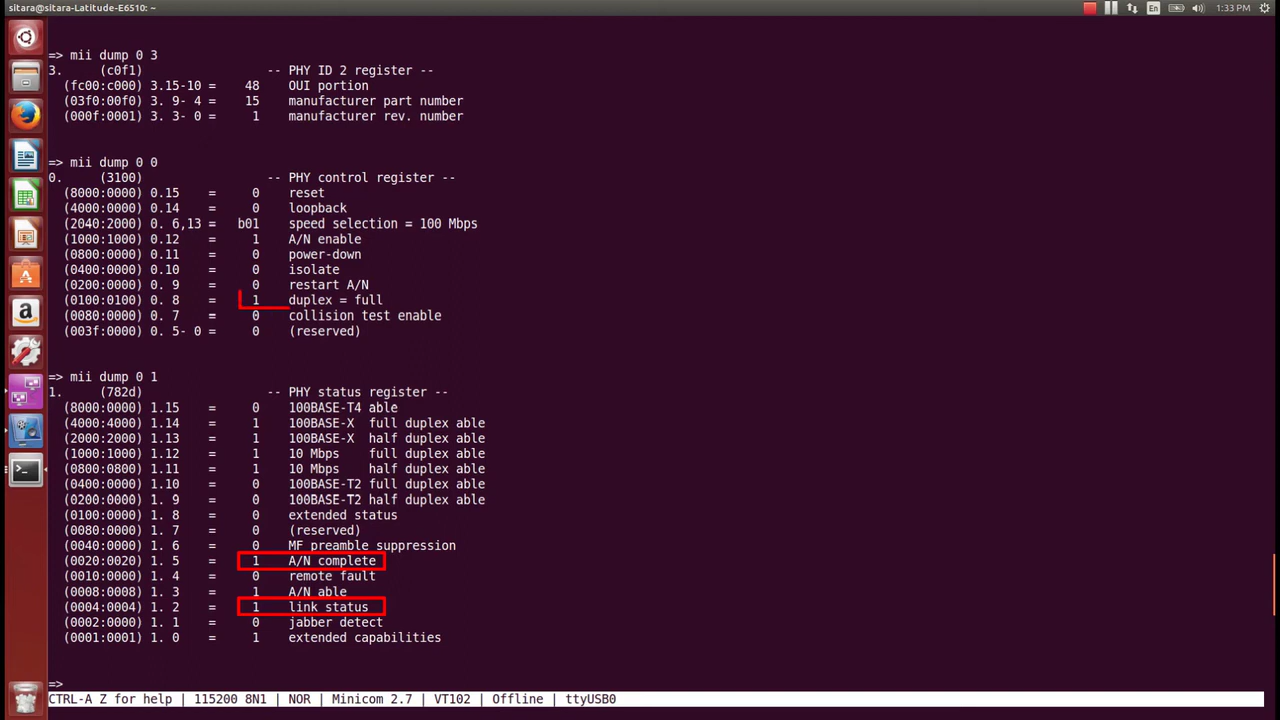 sitara@sitara-Latitude-E6510: ~
En
1:33 PM
=> mii dump 0 3
3.     (c0f1)                 -- PHY ID 2 register --
  (fc00:c000) 3.15-10 =    48    OUI portion
  (03f0:00f0) 3. 9- 4 =    15    manufacturer part number
  (000f:0001) 3. 3- 0 =     1    manufacturer rev. number
=> mii dump 0 0
0.     (3100)                 -- PHY control register --
  (8000:0000) 0.15    =     0    reset
  (4000:0000) 0.14    =     0    loopback
  (2040:2000) 0. 6,13 =   b01    speed selection = 100 Mbps
  (1000:1000) 0.12    =     1    A/N enable
  (0800:0000) 0.11    =     0    power-down
  (0400:0000) 0.10    =     0    isolate
  (0200:0000) 0. 9    =     0    restart A/N
  (0100:0100) 0. 8    =     1    duplex = full
  (0080:0000) 0. 7    =     0    collision test enable
  (003f:0000) 0. 5- 0 =     0    (reserved)
=> mii dump 0 1
1.     (782d)                 -- PHY status register --
  (8000:0000) 1.15    =     0    100BASE-T4 able
  (4000:4000) 1.14    =     1    100BASE-X  full duplex able
  (2000:2000) 1.13    =     1    100BASE-X  half duplex able
  (1000:1000) 1.12    =     1    10 Mbps    full duplex able
  (0800:0800) 1.11    =     1    10 Mbps    half duplex able
  (0400:0000) 1.10    =     0    100BASE-T2 full duplex able
  (0200:0000) 1. 9    =     0    100BASE-T2 half duplex able
  (0100:0000) 1. 8    =     0    extended status
  (0080:0000) 1. 7    =     0    (reserved)
  (0040:0000) 1. 6    =     0    MF preamble suppression
  (0020:0020) 1. 5    =     1    A/N complete
  (0010:0000) 1. 4    =     0    remote fault
  (0008:0008) 1. 3    =     1    A/N able
  (0004:0004) 1. 2    =     1    link status
  (0002:0000) 1. 1    =     0    jabber detect
  (0001:0001) 1. 0    =     1    extended capabilities
=>
CTRL-A Z for help | 115200 8N1 | NOR | Minicom 2.7 | VT102 | Offline | ttyUSB0